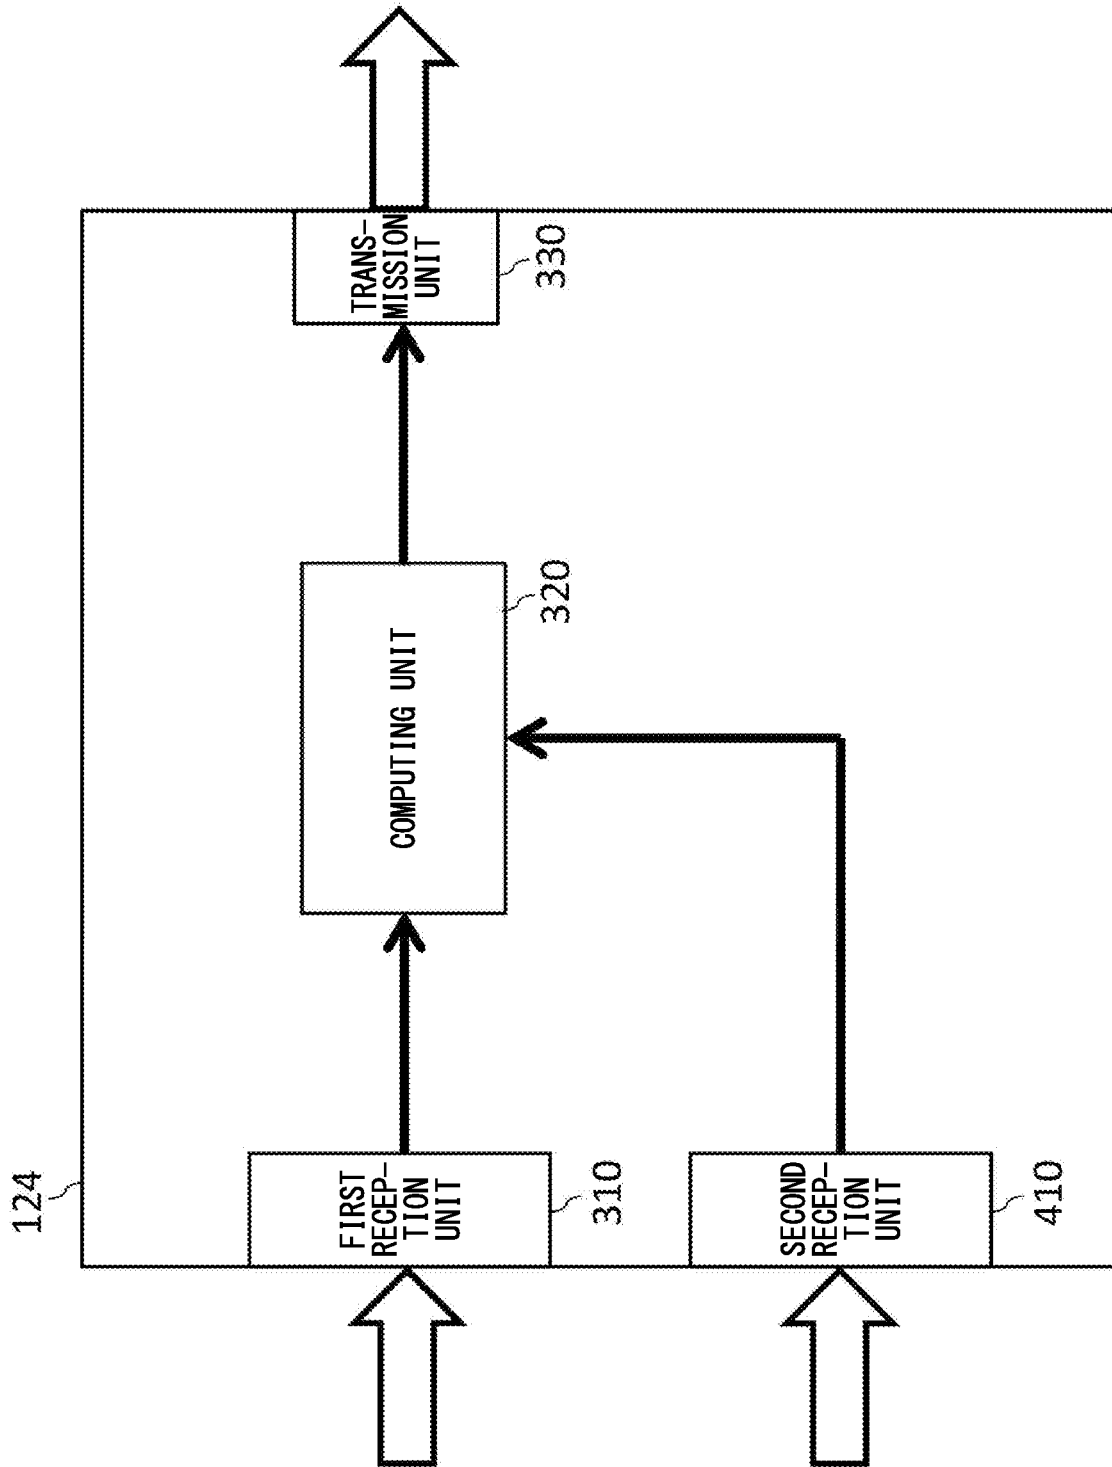 124
FIRST
RECEP-
TION
UNIT
310
COMPUTING UNIT
320
TRANS-
MISSION
UNIT
330
SECOND
RECEP-
TION
UNIT
410